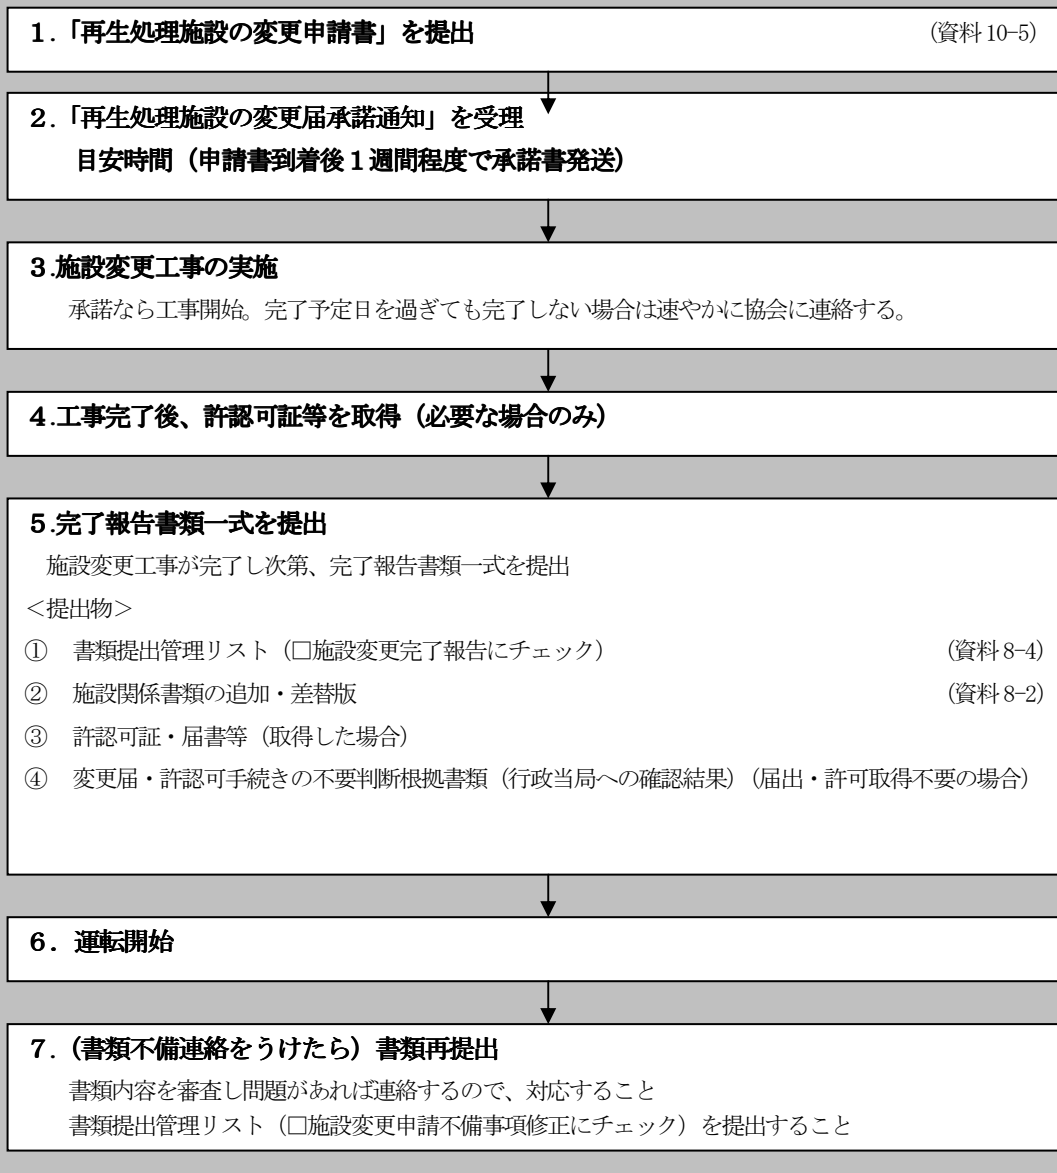 １.「再生処理施設の変更申請書」を提出 (資料 10-5)
２.「再生処理施設の変更届承諾通知」を受理
目安時間（申請書到着後１週間程度で承諾書発送）
３.施設変更工事の実施
承諾なら工事開始。完了予定日を過ぎても完了しない場合は速やかに協会に連絡する。
４.工事完了後、許認可証等を取得（必要な場合のみ）
５.完了報告書類一式を提出
施設変更工事が完了し次第、完了報告書類一式を提出
＜提出物＞
① 書類提出管理リスト（□施設変更完了報告にチェック） (資料 8-4)
② 施設関係書類の追加・差替版 (資料 8-2)
③ 許認可証・届書等（取得した場合）
④ 変更届・許認可手続きの不要判断根拠書類（行政当局への確認結果）（届出・許可取得不要の場合）
６. 運転開始
７.（書類不備連絡をうけたら）書類再提出
書類内容を審査し問題があれば連絡するので、対応すること
書類提出管理リスト（□施設変更申請不備事項修正にチェック）を提出すること